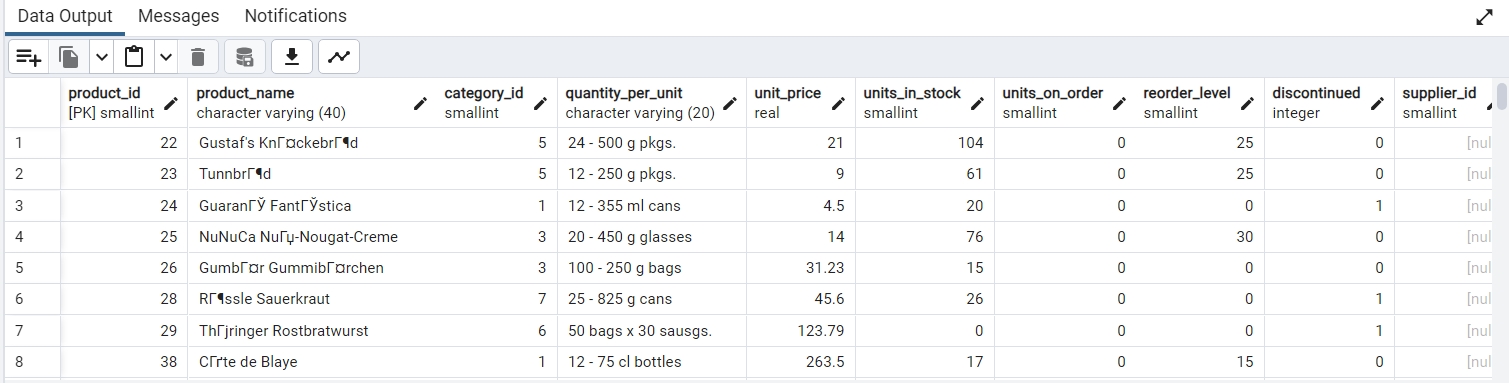 Data Output Messages Notifications
product_id product_name category_id quantity_per_unit unit_price units_in_stock units_on_order reorder_level discontinued supplier_id
[PK] smallint character varying (40) smallint character varying (20) real smallint smallint smallint integer smallint
1 22 Gustaf's KnГ¤ckebrГ¶d 5 24 - 500 g pkgs. 21 104 0 25 0 [nul
2 23 TunnbrГ¶d 5 12 - 250 g pkgs. 9 61 0 25 0 [nul
3 24 GuaranГЎ FantГЎstica 1 12 - 355 ml cans 4.5 20 0 0 1 [nul
4 25 NuNuCa NuГџ-Nougat-Creme 3 20 - 450 g glasses 14 76 0 30 0 [nul
5 26 GumbГ¤r GummibГ¤rchen 3 100 - 250 g bags 31.23 15 0 0 0 [nul
6 28 RГ¶ssle Sauerkraut 7 25 - 825 g cans 45.6 26 0 0 1 [nul
7 29 ThГјringer Rostbratwurst 6 50 bags x 30 sausgs. 123.79 0 0 0 1 [nul
8 38 CГґte de Blaye 1 12 - 75 cl bottles 263.5 17 0 15 0 [nul